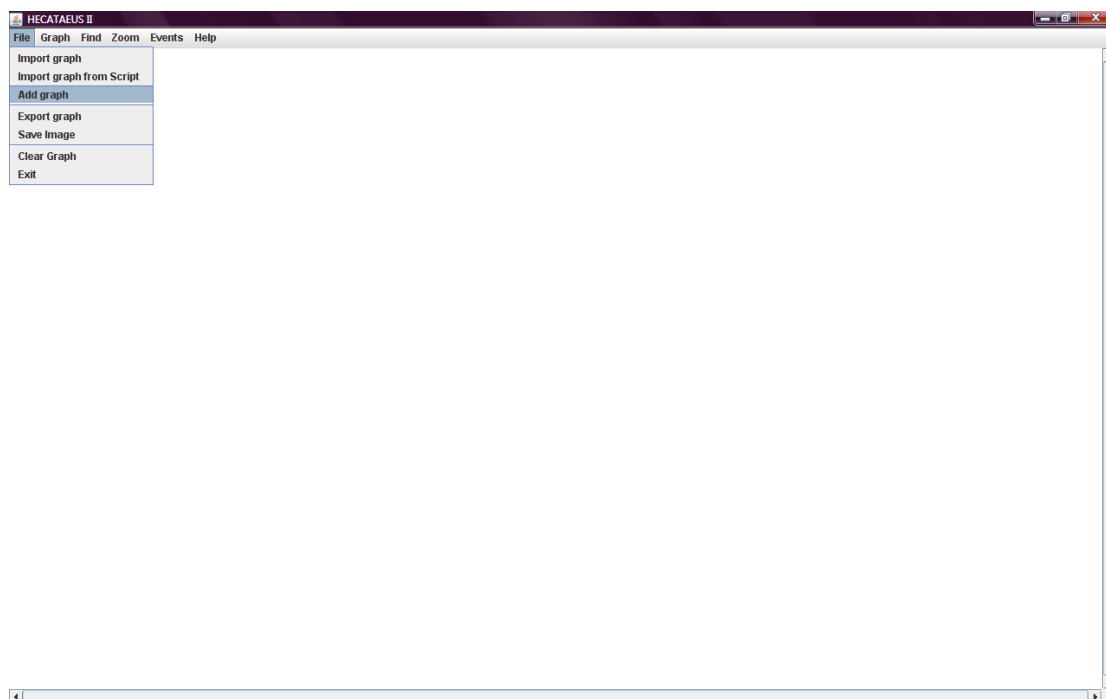 HECATAEUS II
File Graph Find Zoom Events Help
Import graph
Import graph from Script
Add graph
Export graph
Save Image
Clear Graph
Exit